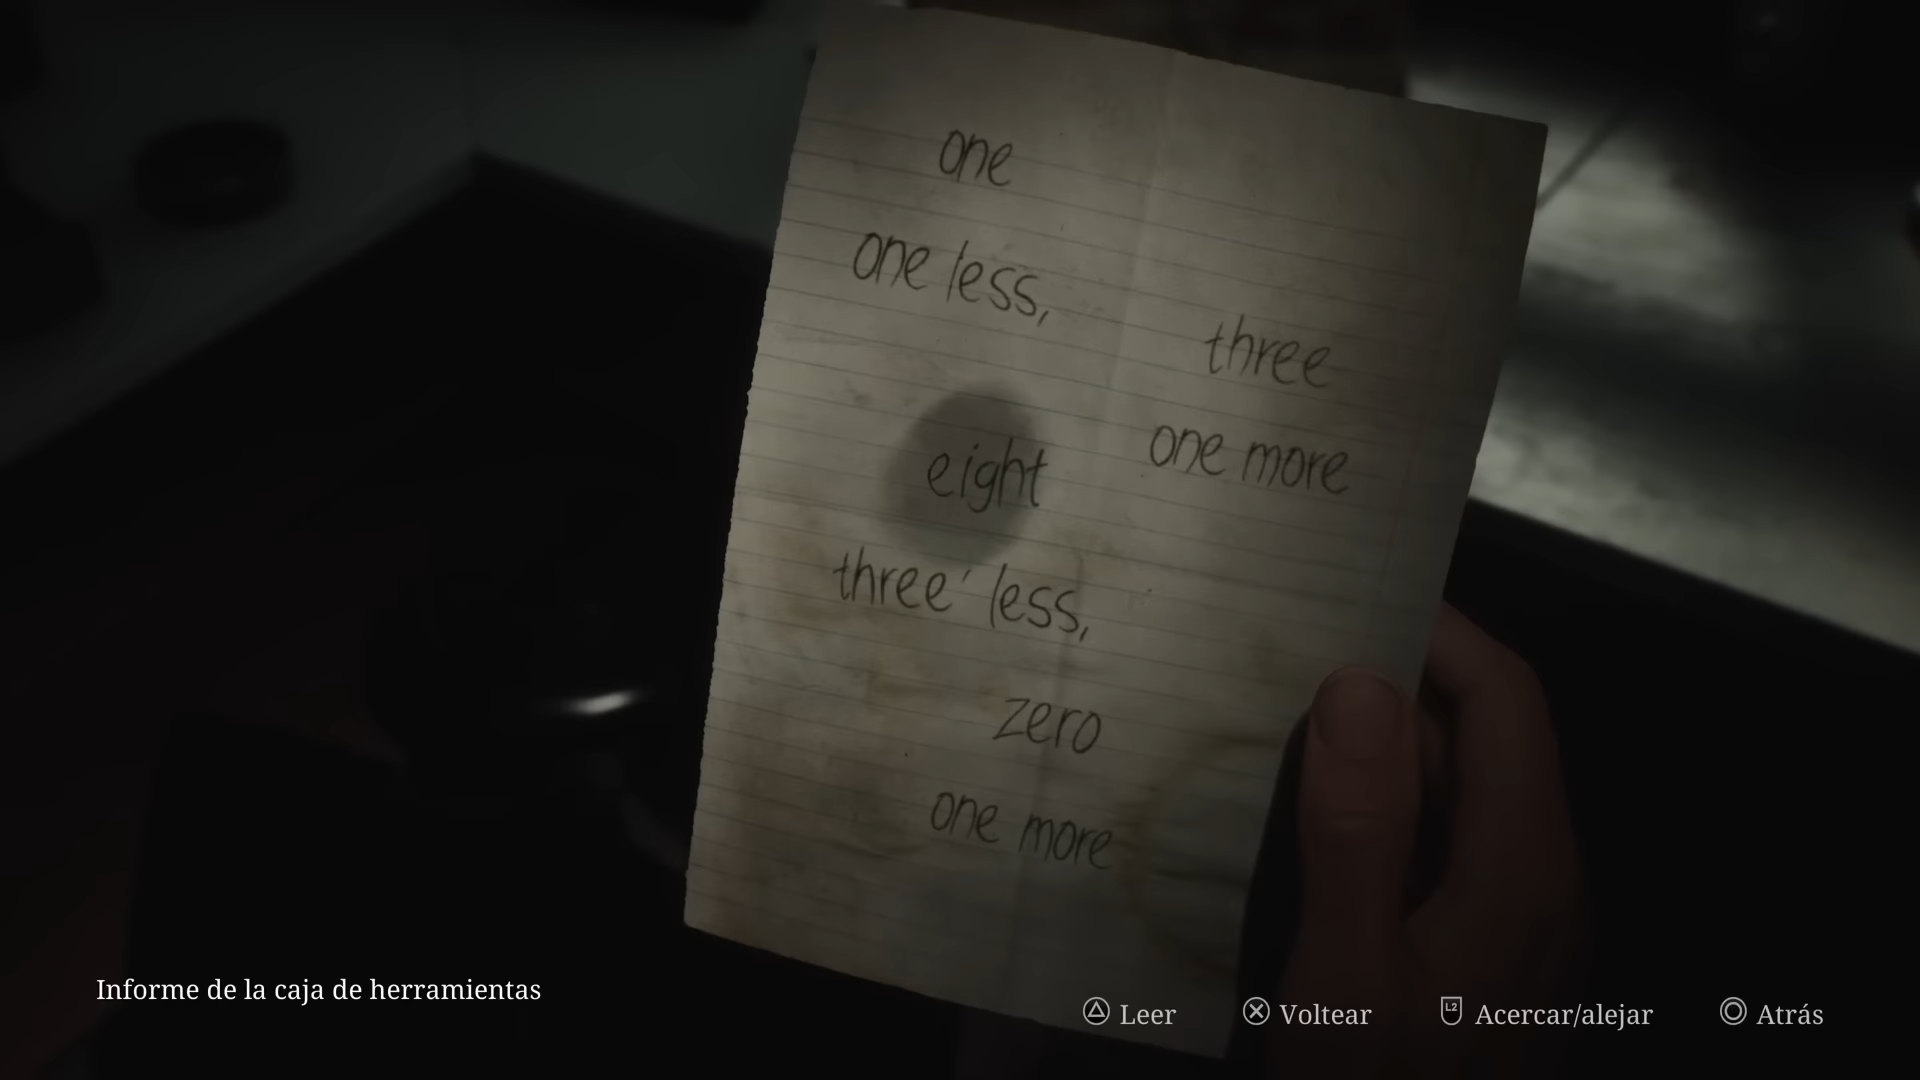 one
one less,
three
one more
eight
three' less,
zero
one more
Informe de la caja de herramientas
L2
Leer
Voltear
Acercar/alejar
Atrás